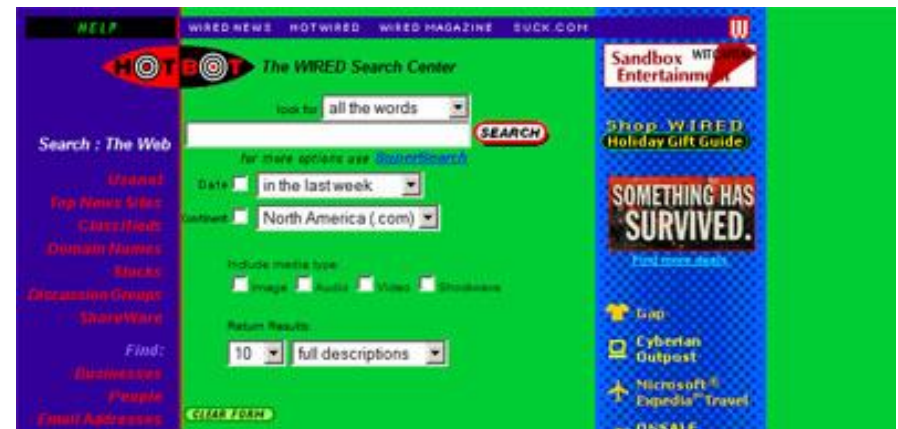 HELP
WIRED NEWS HOTWIRED WIRED MAGAZINE SUCK.COM
HOTBOT The WIRED Search Center
look for all the words
SEARCH
for more options use SuperSearch
Date in the last week
Continent North America (.com)
Include media type:
Image Audio Video Shockwave
Return Results:
10 full descriptions
CLEAR FORM
Search : The Web
Usenet
Top News Sites
Classifieds
Domain Names
Stocks
Discussion Groups
ShareWare
Find:
Businesses
People
Email Addresses
W
Sandbox
Entertainment
Shop WIRED
Holiday Gift Guide
SOMETHING HAS
SURVIVED.
Find more deals
Gap
Cyberian
Outpost
Microsoft®
Expedia™ Travel
ONSALE